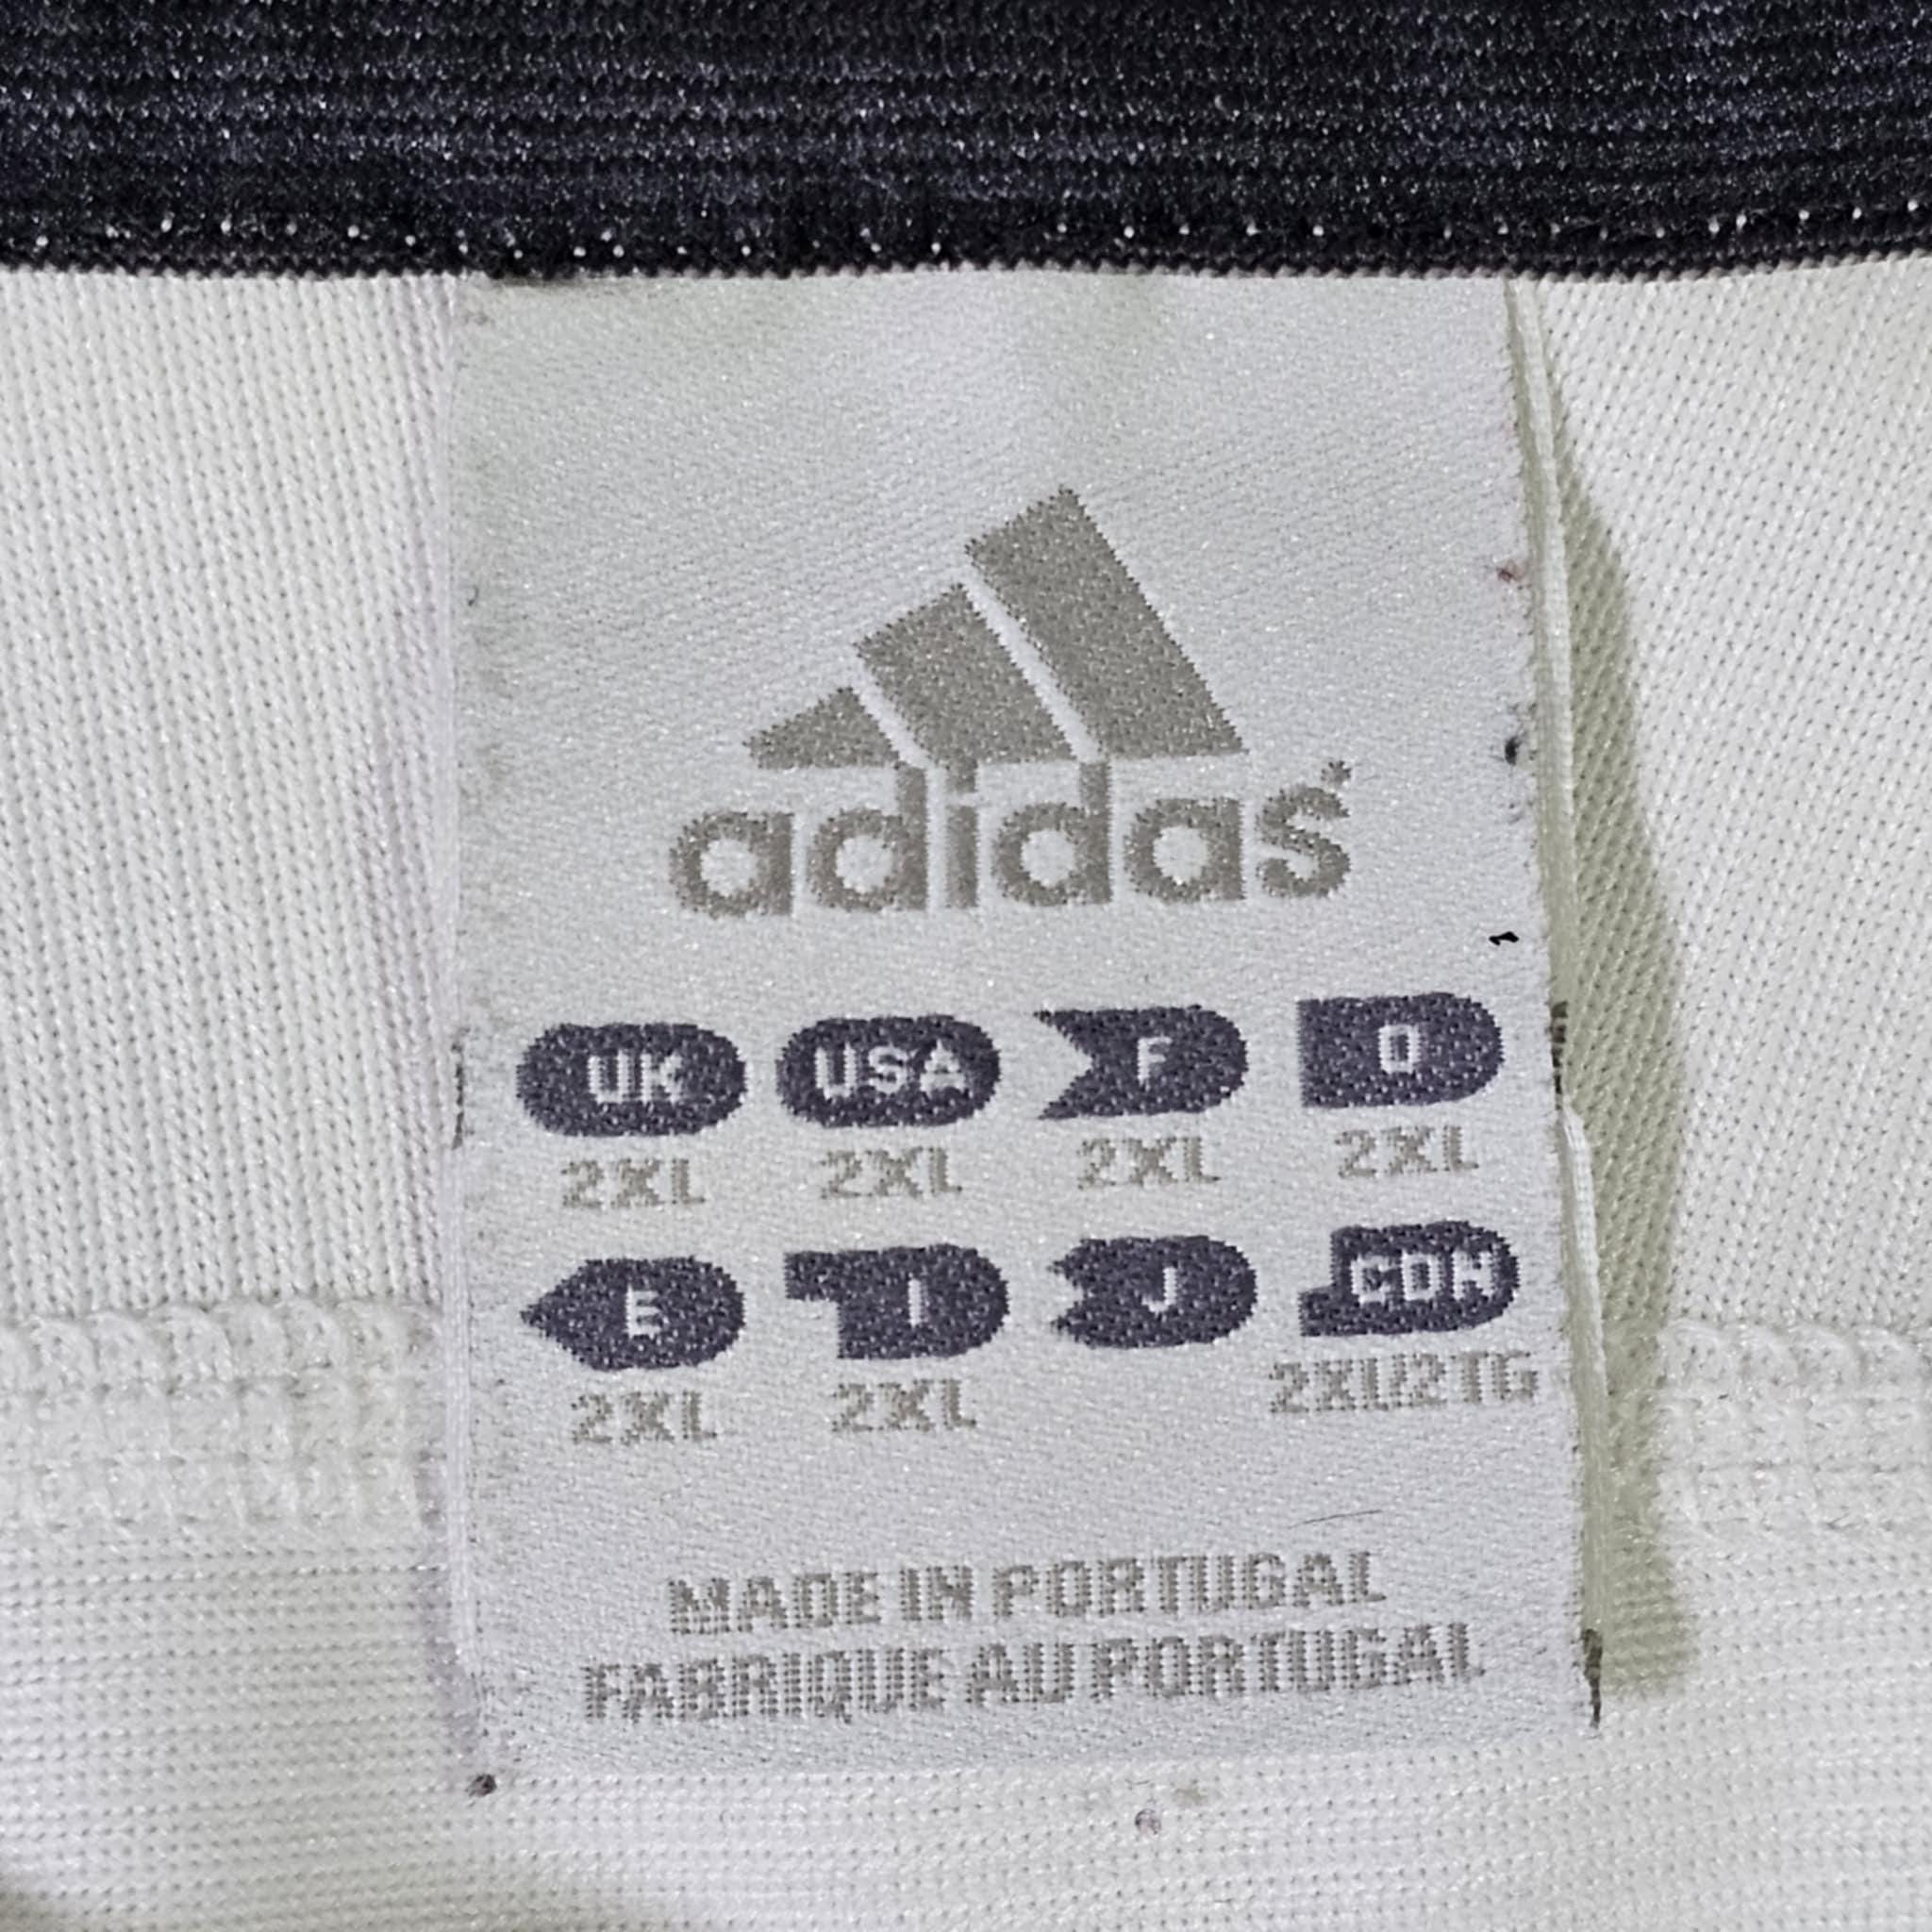 adidas
UK USA F D
2XL 2XL 2XL 2XL
E I J CDN
2XL 2XL 2XL/2TG
MADE IN PORTUGAL
FABRIQUE AU PORTUGAL